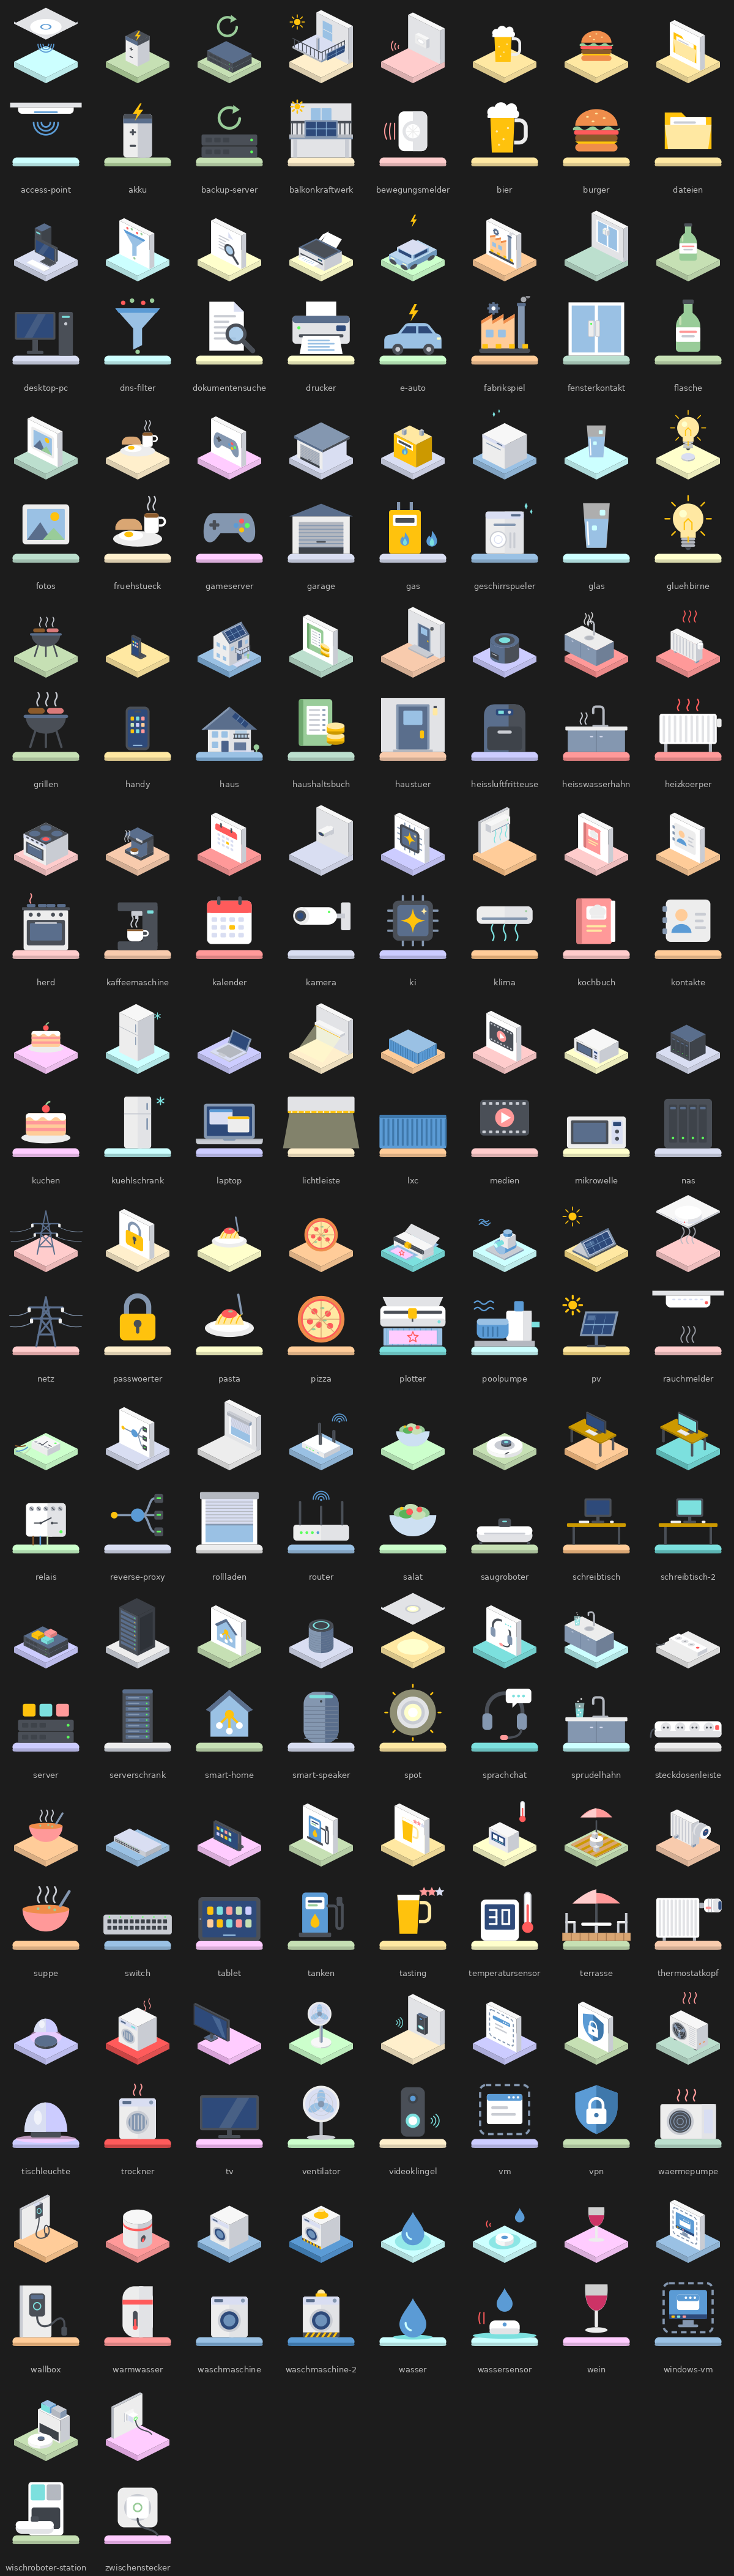 access-point akku backup-server balkonkraftwerk bewegungsmelder bier burger dateien
desktop-pc dns-filter dokumentensuche drucker e-auto fabrikspiel fensterkontakt flasche
fotos fruehstueck gameserver garage gas geschirrspueler glas gluehbirne
grillen handy haus haushaltsbuch haustuer heissluftfritteuse heisswasserhahn heizkoerper
herd kaffeemaschine kalender kamera ki klima kochbuch kontakte
kuchen kuehlschrank laptop lichtleiste lxc medien mikrowelle nas
netz passwoerter pasta pizza plotter poolpumpe pv rauchmelder
relais reverse-proxy rollladen router salat saugroboter schreibtisch schreibtisch-2
server serverschrank smart-home smart-speaker spot sprachchat sprudelhahn steckdosenleiste
30
suppe switch tablet tanken tasting temperatursensor terrasse thermostatkopf
tischleuchte trockner tv ventilator videoklingel vm vpn waermepumpe
wallbox warmwasser waschmaschine waschmaschine-2 wasser wassersensor wein windows-vm
wischroboter-station zwischenstecker